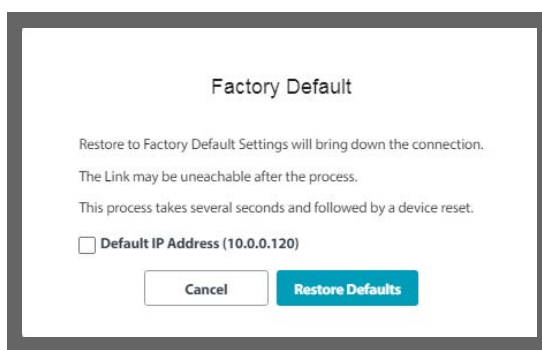 Factory Default
Restore to Factory Default Settings will bring down the connection.
The Link may be uneachable after the process.
This process takes several seconds and followed by a device reset.
Default IP Address (10.0.0.120)
Cancel
Restore Defaults